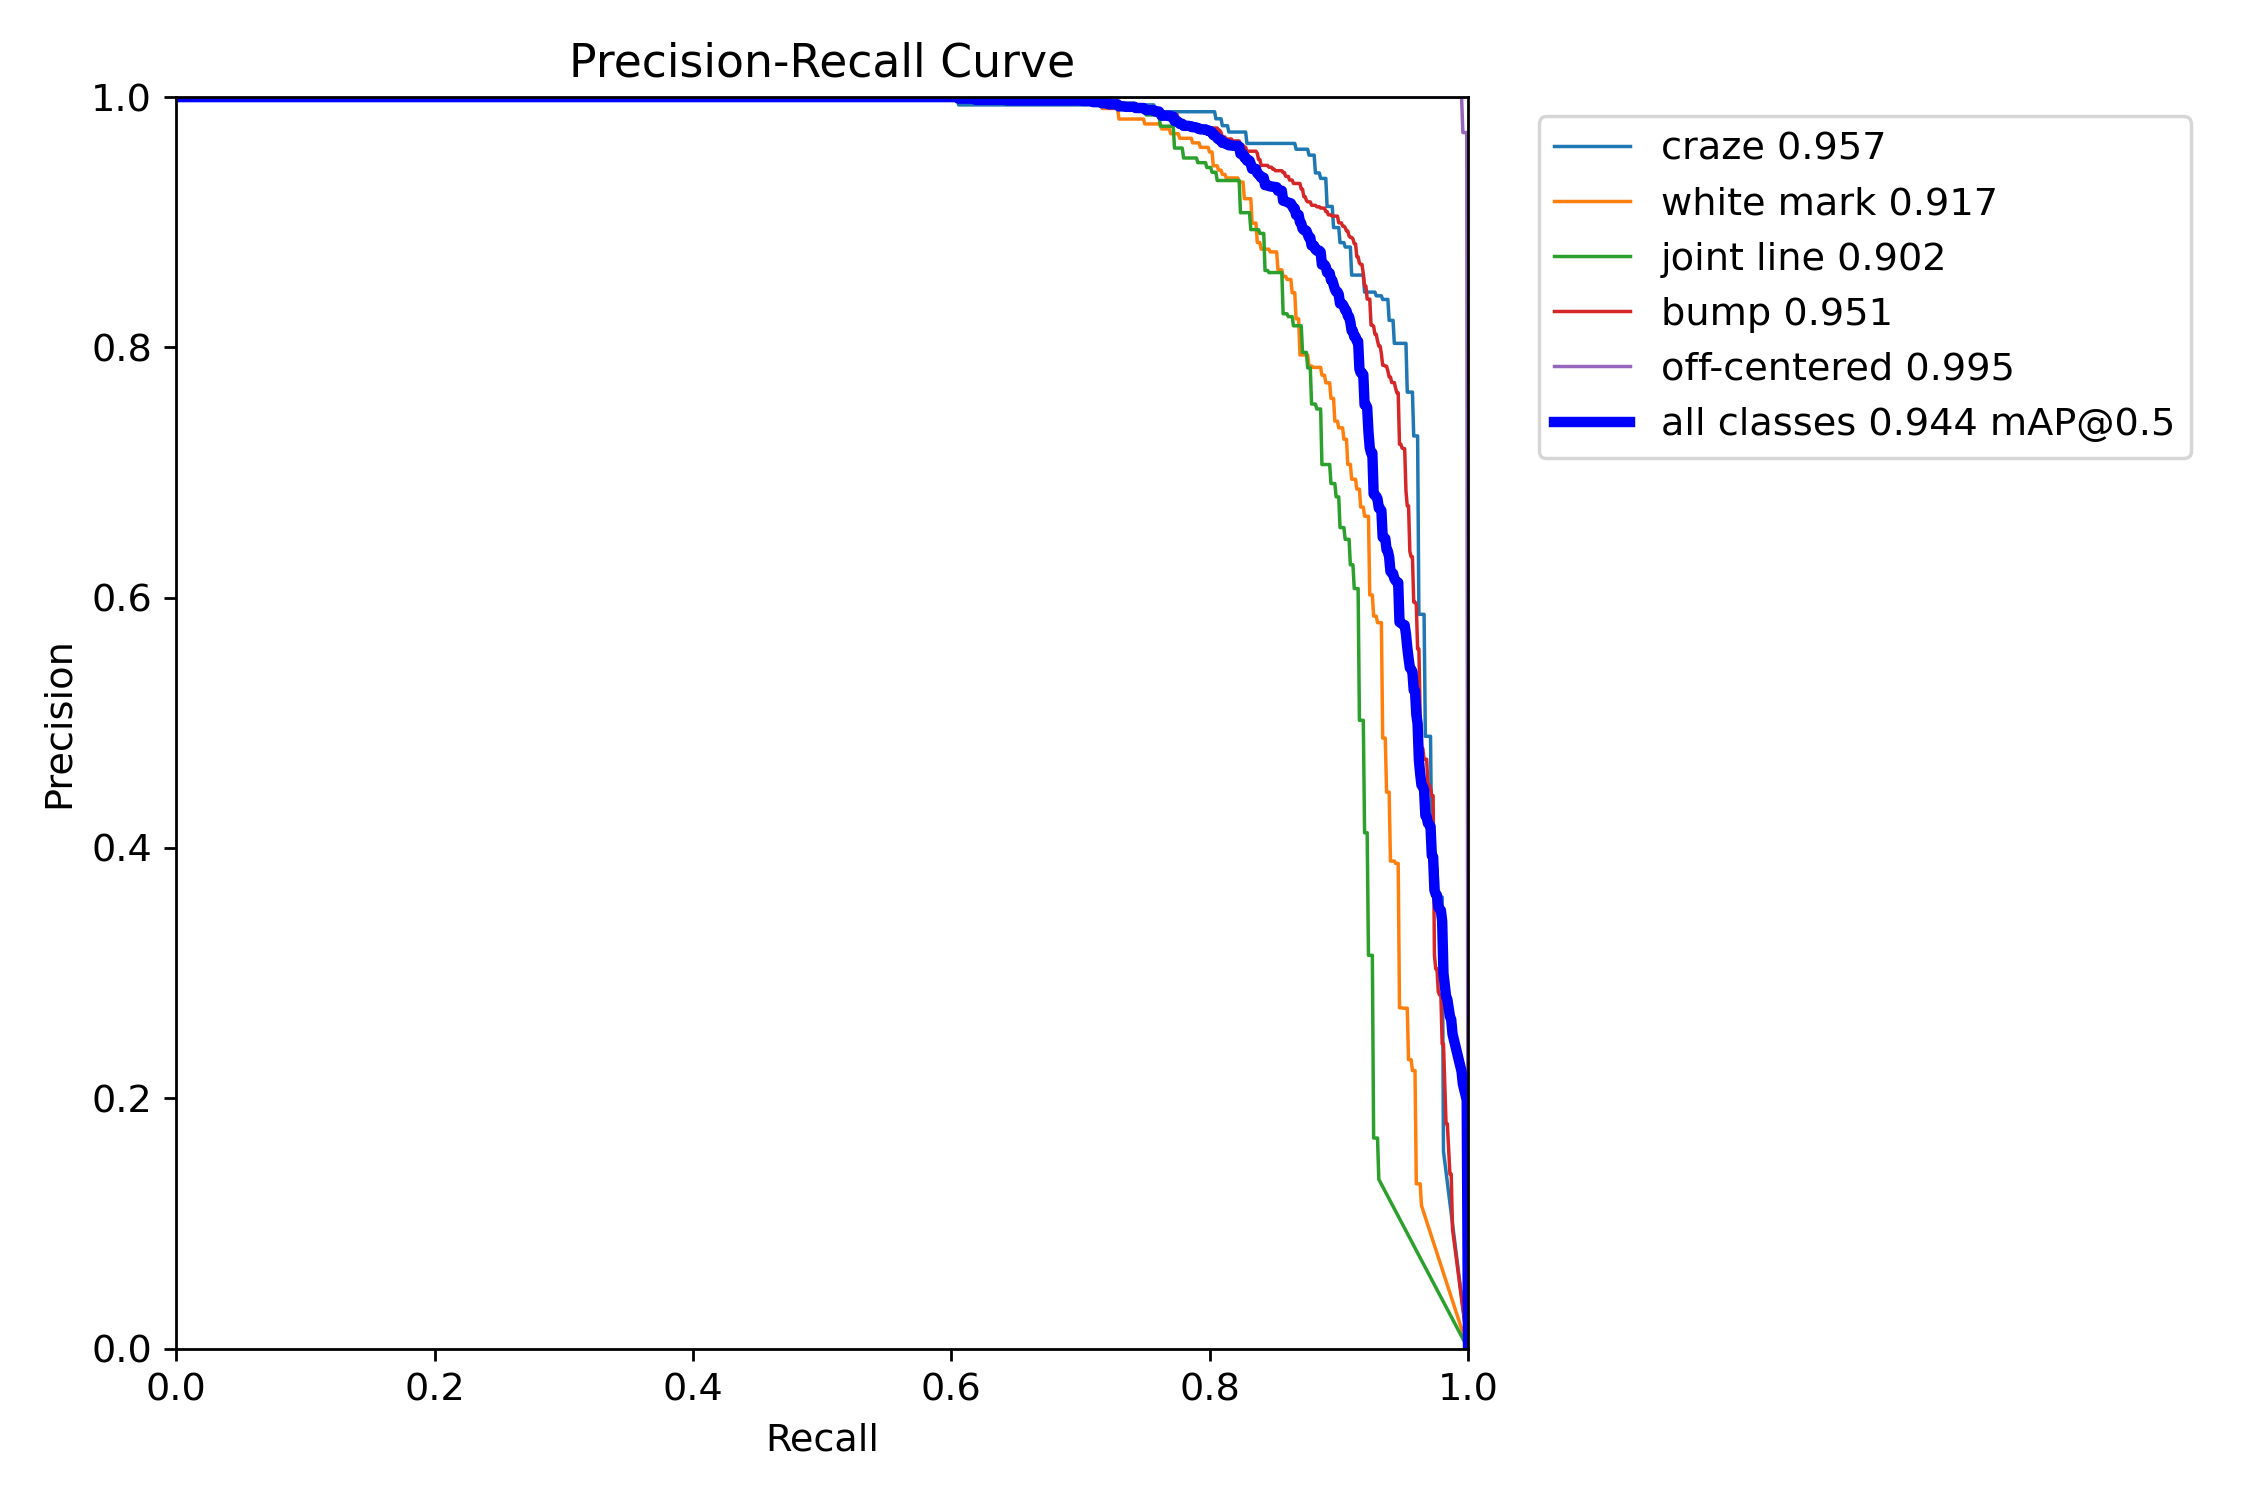 Precision-Recall Curve
1.0
0.8
0.6
0.4
0.2
0.0
Precision
0.0 0.2 0.4 0.6 0.8 1.0
Recall
craze 0.957
white mark 0.917
joint line 0.902
bump 0.951
off-centered 0.995
all classes 0.944 mAP@0.5